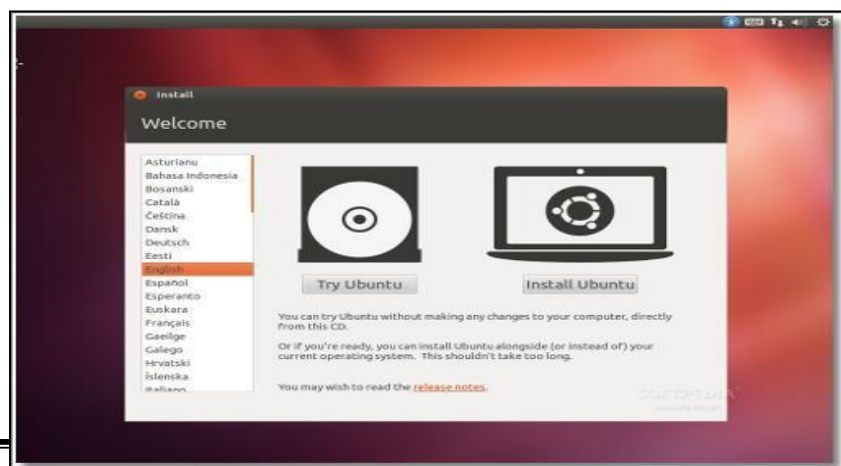 Install
Welcome
Asturianu
Bahasa Indonesia
Bosanski
Català
Čeština
Dansk
Deutsch
Eesti
English
Español
Esperanto
Euskara
Français
Gaeilge
Galego
Hrvatski
Íslenska
Italiano
Try Ubuntu
Install Ubuntu
You can try Ubuntu without making any changes to your computer, directly
from this CD.
Or if you're ready, you can install Ubuntu alongside (or instead of) your
current operating system. This shouldn't take too long.
You may wish to read the release notes.
SOFTPEDIA